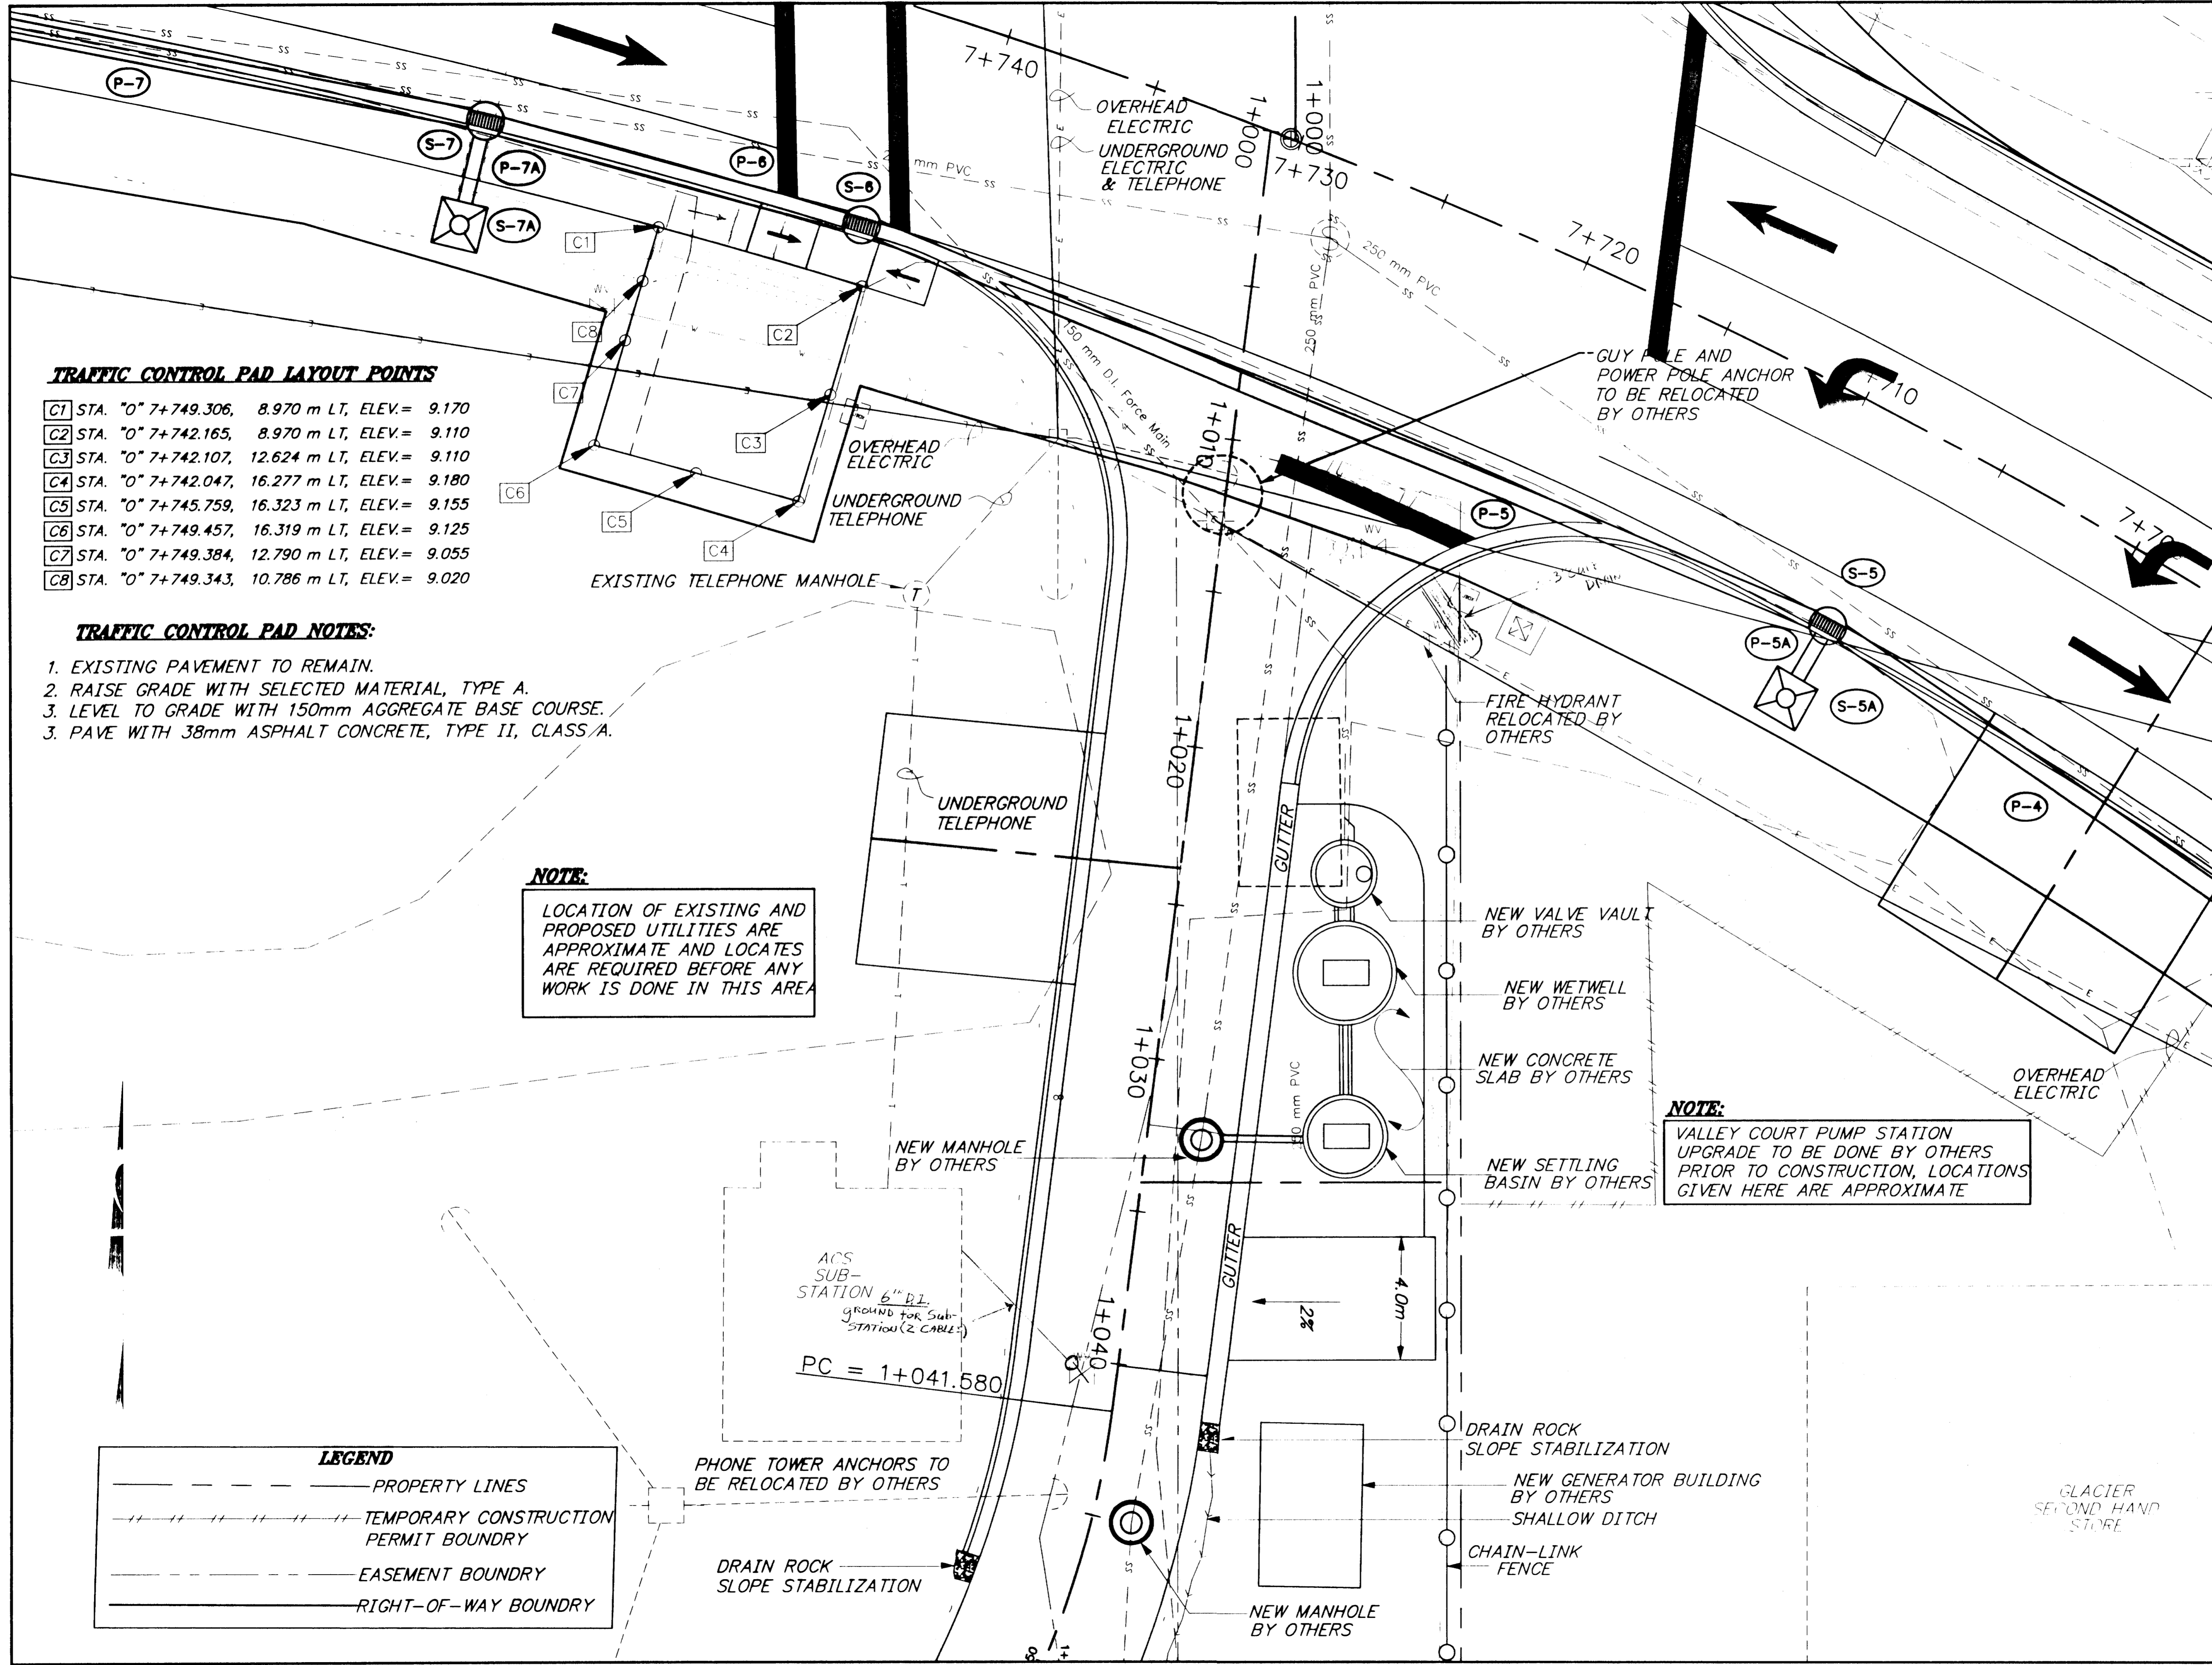 P-7
S-7
P-7A
S-7A
P-6
S-6
7+740
OVERHEAD
ELECTRIC
UNDERGROUND
ELECTRIC
& TELEPHONE
1+000
1+000
7+730
7+720
7+710
mm PVC
250 mm PVC
250 mm PVC
150 mm D.I. Force Main
C1
C2
C3
C4
C5
C6
C7
C8
WV
TRAFFIC CONTROL PAD LAYOUT POINTS
C1 STA. "O" 7+749.306, 8.970 m LT, ELEV.= 9.170
C2 STA. "O" 7+742.165, 8.970 m LT, ELEV.= 9.110
C3 STA. "O" 7+742.107, 12.624 m LT, ELEV.= 9.110
C4 STA. "O" 7+742.047, 16.277 m LT, ELEV.= 9.180
C5 STA. "O" 7+745.759, 16.323 m LT, ELEV.= 9.155
C6 STA. "O" 7+749.457, 16.319 m LT, ELEV.= 9.125
C7 STA. "O" 7+749.384, 12.790 m LT, ELEV.= 9.055
C8 STA. "O" 7+749.343, 10.786 m LT, ELEV.= 9.020
TRAFFIC CONTROL PAD NOTES:
1. EXISTING PAVEMENT TO REMAIN.
2. RAISE GRADE WITH SELECTED MATERIAL, TYPE A.
3. LEVEL TO GRADE WITH 150mm AGGREGATE BASE COURSE.
3. PAVE WITH 38mm ASPHALT CONCRETE, TYPE II, CLASS A.
OVERHEAD
ELECTRIC
UNDERGROUND
TELEPHONE
EXISTING TELEPHONE MANHOLE
T
GUY POLE AND
POWER POLE ANCHOR
TO BE RELOCATED
BY OTHERS
1+010
P-5
WV
S-5
P-5A
S-5A
P-4
FIRE HYDRANT
RELOCATED BY
OTHERS
1+020
UNDERGROUND
TELEPHONE
GUTTER
NOTE:
LOCATION OF EXISTING AND
PROPOSED UTILITIES ARE
APPROXIMATE AND LOCATES
ARE REQUIRED BEFORE ANY
WORK IS DONE IN THIS AREA
NEW VALVE VAULT
BY OTHERS
NEW WETWELL
BY OTHERS
NEW CONCRETE
SLAB BY OTHERS
1+030
mm PVC
OVERHEAD
ELECTRIC
NEW MANHOLE
BY OTHERS
NEW SETTLING
BASIN BY OTHERS
NOTE:
VALLEY COURT PUMP STATION
UPGRADE TO BE DONE BY OTHERS
PRIOR TO CONSTRUCTION, LOCATIONS
GIVEN HERE ARE APPROXIMATE
GUTTER
ACS
SUB-
STATION
6" D.I.
GROUND FOR SUB-
STATION (2 CABLES)
2%
4.0m
1+040
PC = 1+041.580
LEGEND
PROPERTY LINES
TEMPORARY CONSTRUCTION
PERMIT BOUNDRY
EASEMENT BOUNDRY
RIGHT-OF-WAY BOUNDRY
PHONE TOWER ANCHORS TO
BE RELOCATED BY OTHERS
DRAIN ROCK
SLOPE STABILIZATION
DRAIN ROCK
SLOPE STABILIZATION
NEW GENERATOR BUILDING
BY OTHERS
SHALLOW DITCH
CHAIN-LINK
FENCE
NEW MANHOLE
BY OTHERS
GLACIER
SECOND HAND
STORE